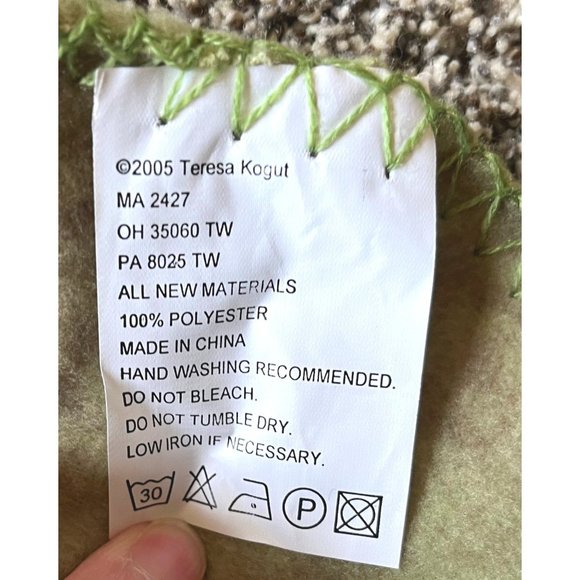 ©2005 Teresa Kogut
MA 2427
OH 35060 TW
PA 8025 TW
ALL NEW MATERIALS
100% POLYESTER
MADE IN CHINA
HAND WASHING RECOMMENDED.
DO NOT BLEACH.
DO NOT TUMBLE DRY.
LOW IRON IF NECESSARY.
30 P